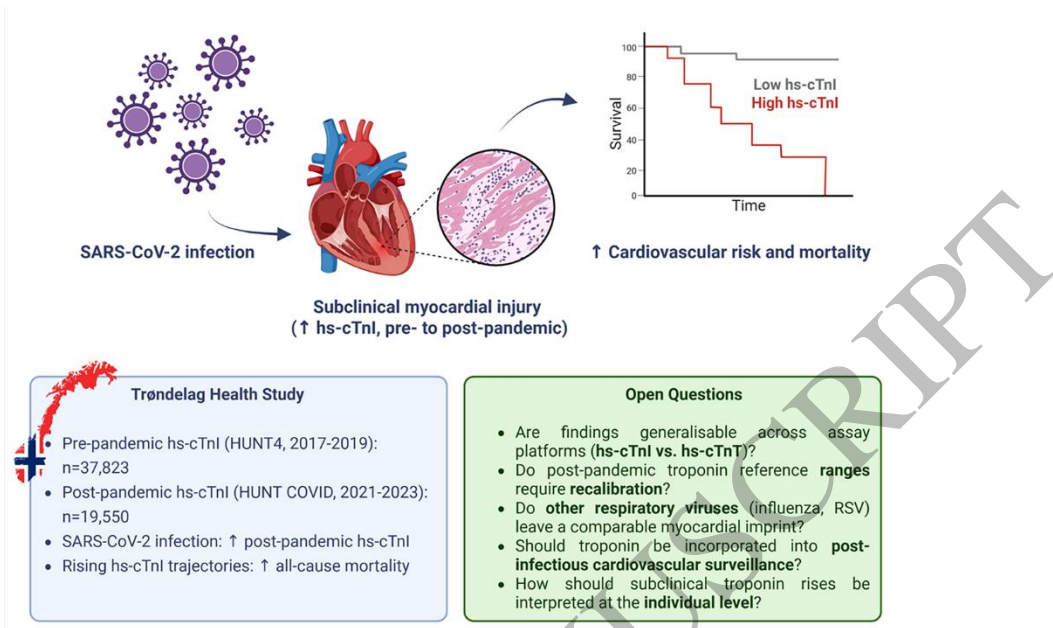 100
80
60
40
20
0
Survival
Time
Low hs-cTnI
High hs-cTnI
SARS-CoV-2 infection
Subclinical myocardial injury
(↑ hs-cTnI, pre- to post-pandemic)
↑ Cardiovascular risk and mortality
Trøndelag Health Study
• Pre-pandemic hs-cTnI (HUNT4, 2017-2019):
n=37,823
• Post-pandemic hs-cTnI (HUNT COVID, 2021-2023):
n=19,550
• SARS-CoV-2 infection: ↑ post-pandemic hs-cTnI
• Rising hs-cTnI trajectories: ↑ all-cause mortality
Open Questions
• Are findings generalisable across assay
platforms (hs-cTnI vs. hs-cTnT)?
• Do post-pandemic troponin reference ranges
require recalibration?
• Do other respiratory viruses (influenza, RSV)
leave a comparable myocardial imprint?
• Should troponin be incorporated into post-
infectious cardiovascular surveillance?
• How should subclinical troponin rises be
interpreted at the individual level?
USCRIPT